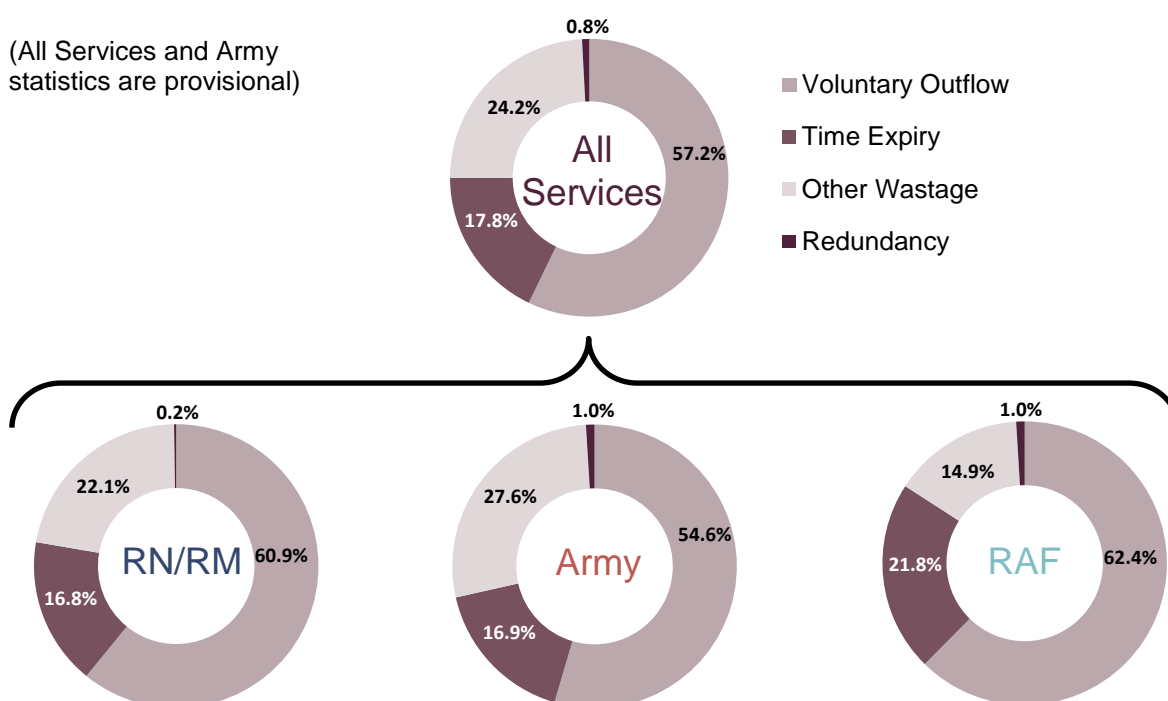 (All Services and Army
statistics are provisional)
0.8%
24.2%
57.2%
17.8%
All
Services
Voluntary Outflow
Time Expiry
Other Wastage
Redundancy
0.2%
22.1%
60.9%
16.8%
RN/RM
1.0%
27.6%
54.6%
16.9%
Army
1.0%
14.9%
62.4%
21.8%
RAF